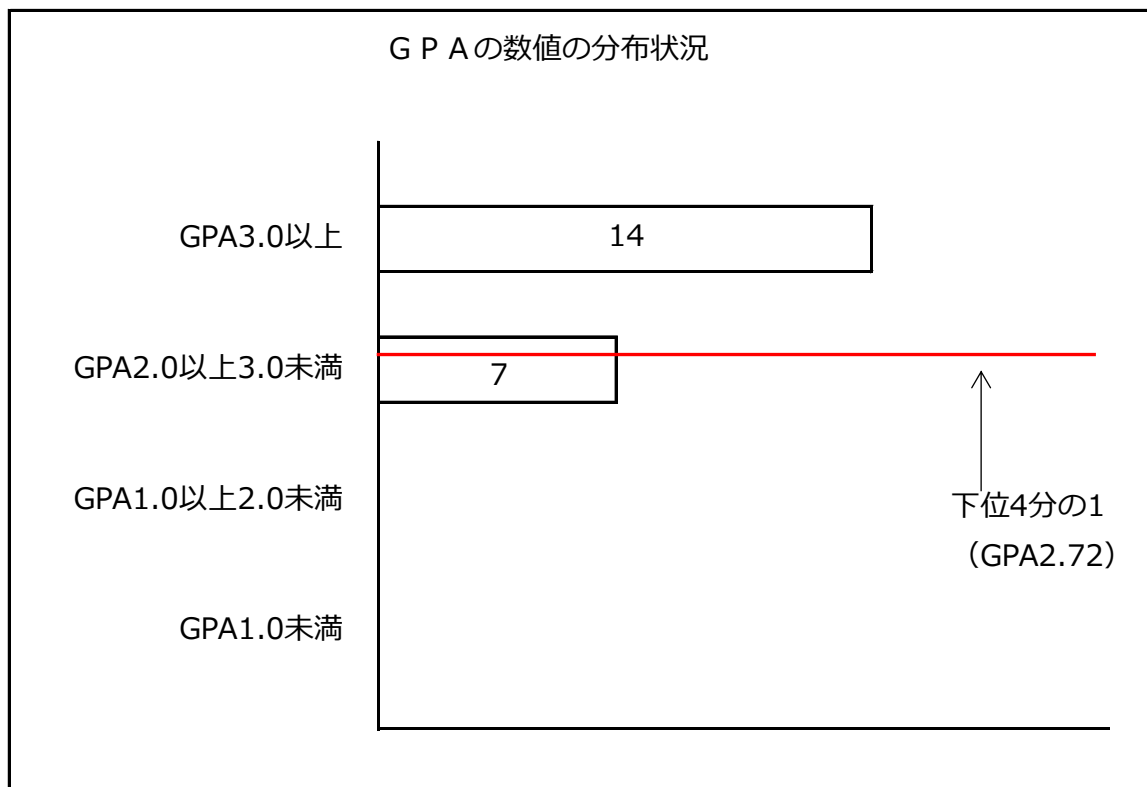 ＧＰＡの数値の分布状況
GPA3.0以上
14
GPA2.0以上3.0未満
7
GPA1.0以上2.0未満
下位4分の1
（GPA2.72）
GPA1.0未満